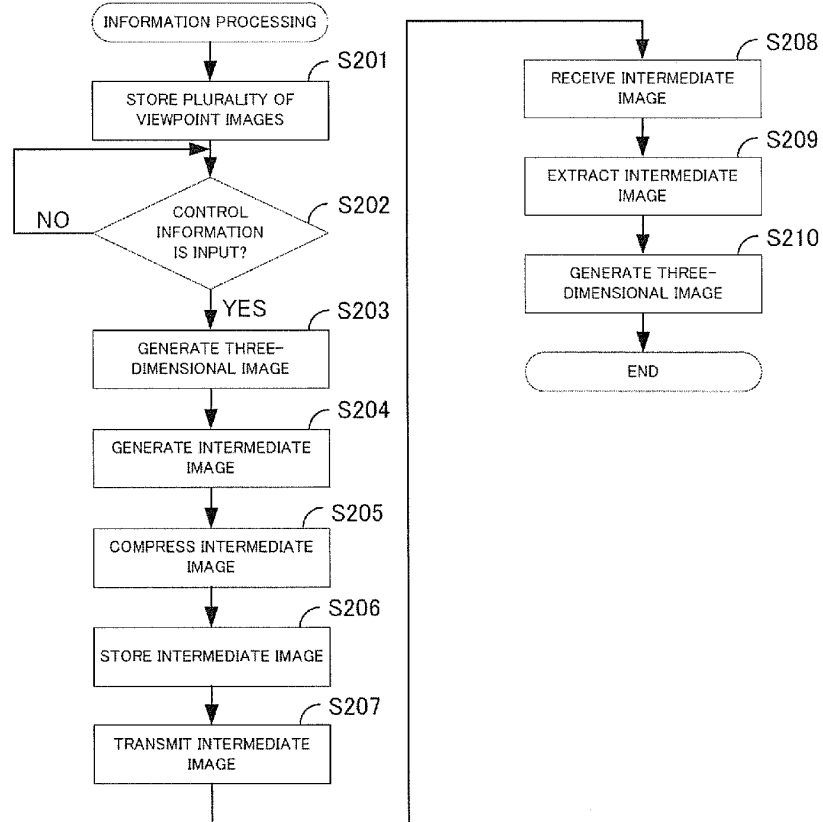 INFORMATION PROCESSING
S201
STORE PLURALITY OF
VIEWPOINT IMAGES
S202
CONTROL
INFORMATION
IS INPUT?
NO
YES
S203
GENERATE THREE-
DIMENSIONAL IMAGE
S204
GENERATE INTERMEDIATE
IMAGE
S205
COMPRESS INTERMEDIATE
IMAGE
S206
STORE INTERMEDIATE IMAGE
S207
TRANSMIT INTERMEDIATE
IMAGE
S208
RECEIVE INTERMEDIATE
IMAGE
S209
EXTRACT INTERMEDIATE
IMAGE
S210
GENERATE THREE-
DIMENSIONAL IMAGE
END